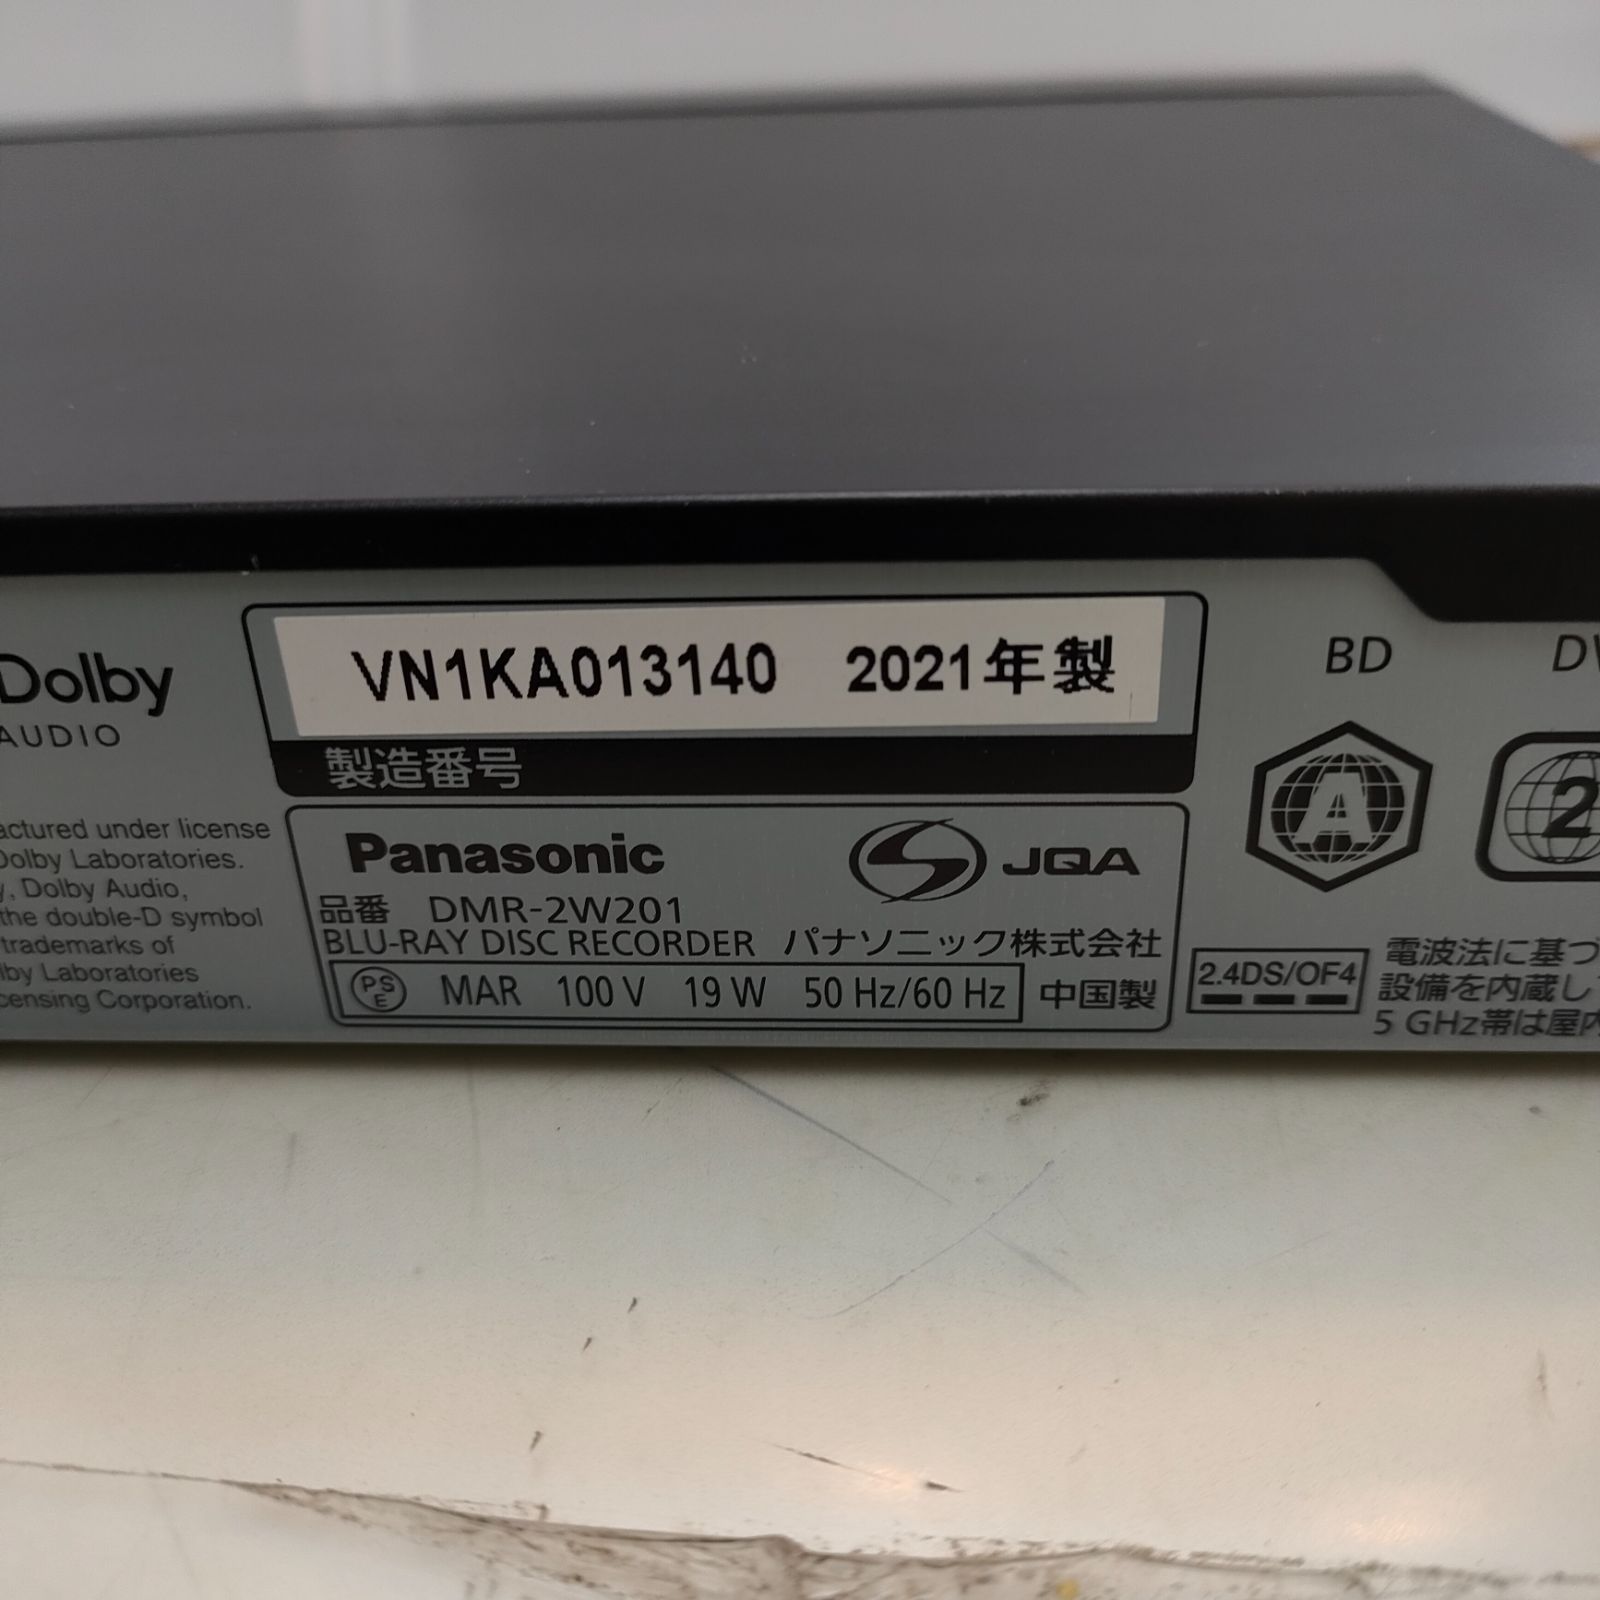 Dolby
AUDIO
VN1KA013140 2021年製
製造番号
BD
A
2
under license
Dolby Laboratories.
Dolby Audio,
the double-D symbol
trademarks of
Laboratories
Corporation.
Panasonic
JQA
品番 DMR-2W201
BLU-RAY DISC RECORDER パナソニック株式会社
PSE MAR 100 V 19 W 50 Hz/60 Hz 中国製
2.4DS/OF4
電波法に基づ
設備を内蔵し
5 GHz帯は屋内